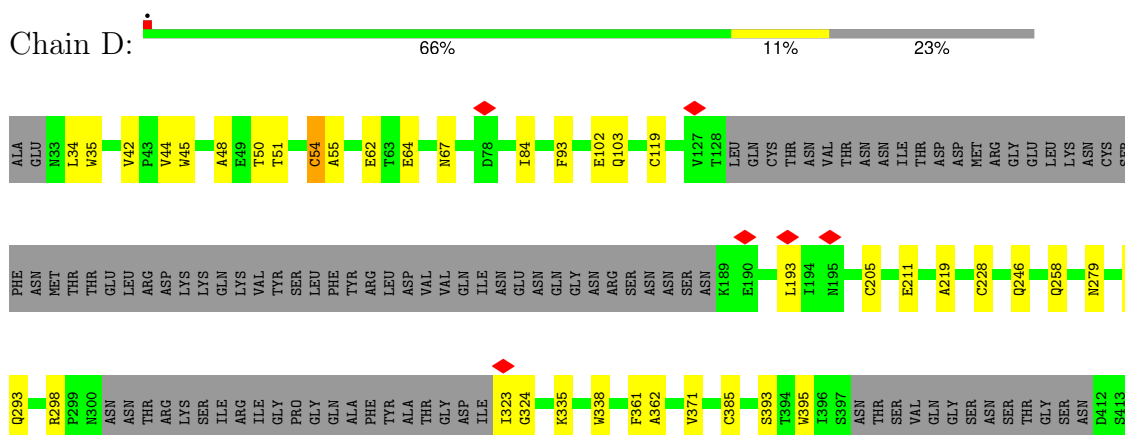 Chain D:
66% 11% 23%
ALA GLU N33 L34 W35 V42 P43 V44 W45 A48 E49 T50 T51 C54 A55 E62 T63 E64 N67 D78 I84 F93 E102 Q103 C119 V127 T128 LEU GLN CYS THR ASN VAL THR ASN ASN ILE THR ASP ASP MET ARG GLY GLU LEU LYS ASN CYS SER
PHE ASN MET THR THR GLU LEU ARG ASP LYS LYS GLN LYS VAL TYR SER LEU PHE TYR ARG LEU ASP VAL VAL GLN ILE ASN GLU ASN GLN GLY ASN ARG SER ASN ASN SER ASN K189 E190 L193 I194 N195 C205 E211 A219 C228 Q246 Q258 N279
Q293 R298 P299 N300 ASN ASN THR ARG LYS SER ILE ARG ILE GLY PRO GLY GLN ALA PHE TYR ALA THR GLY ASP ILE I323 G324 K335 W338 F361 A362 V371 C385 S393 T394 W395 I396 S397 ASN THR SER VAL GLN GLY SER ASN SER THR GLY SER ASN D412 S413